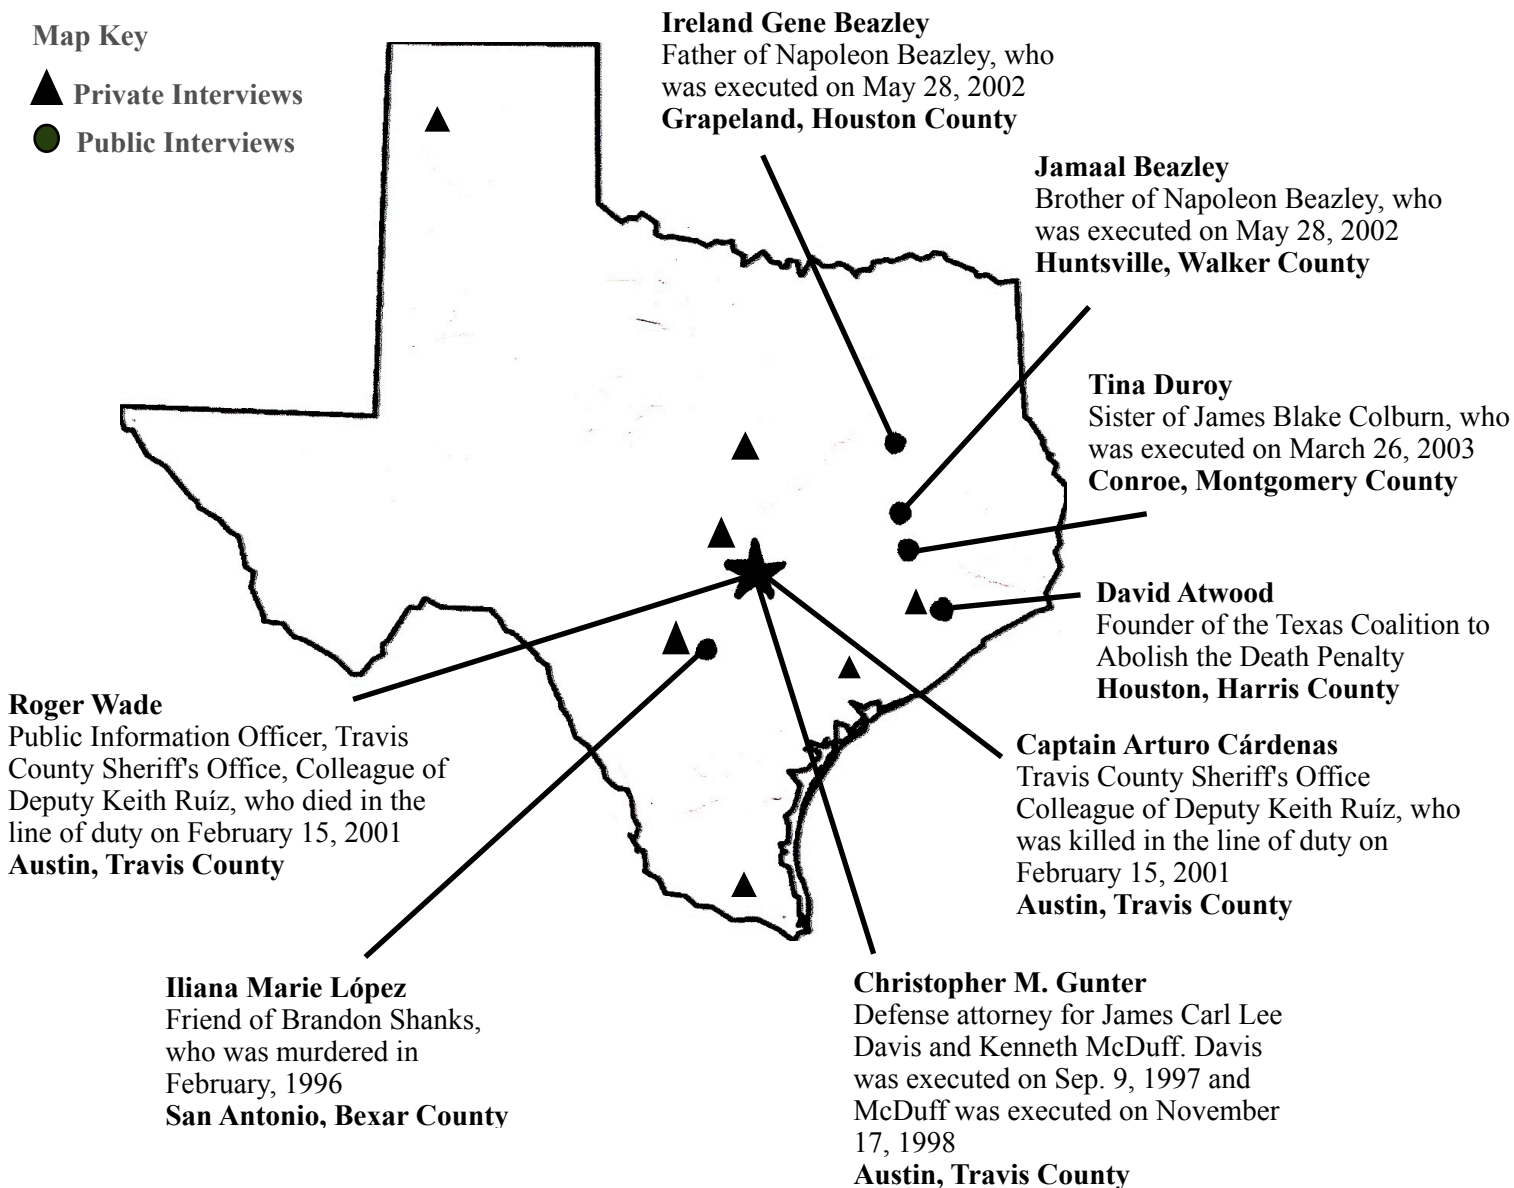 Map Key
Private Interviews
Public Interviews
Ireland Gene Beazley
Father of Napoleon Beazley, who
was executed on May 28, 2002
Grapeland, Houston County
Jamaal Beazley
Brother of Napoleon Beazley, who
was executed on May 28, 2002
Huntsville, Walker County
Tina Duroy
Sister of James Blake Colburn, who
was executed on March 26, 2003
Conroe, Montgomery County
David Atwood
Founder of the Texas Coalition to
Abolish the Death Penalty
Houston, Harris County
Roger Wade
Public Information Officer, Travis
County Sheriff's Office, Colleague of
Deputy Keith Ruíz, who died in the
line of duty on February 15, 2001
Austin, Travis County
Captain Arturo Cárdenas
Travis County Sheriff's Office
Colleague of Deputy Keith Ruíz, who
was killed in the line of duty on
February 15, 2001
Austin, Travis County
Iliana Marie López
Friend of Brandon Shanks,
who was murdered in
February, 1996
San Antonio, Bexar County
Christopher M. Gunter
Defense attorney for James Carl Lee
Davis and Kenneth McDuff. Davis
was executed on Sep. 9, 1997 and
McDuff was executed on November
17, 1998
Austin, Travis County